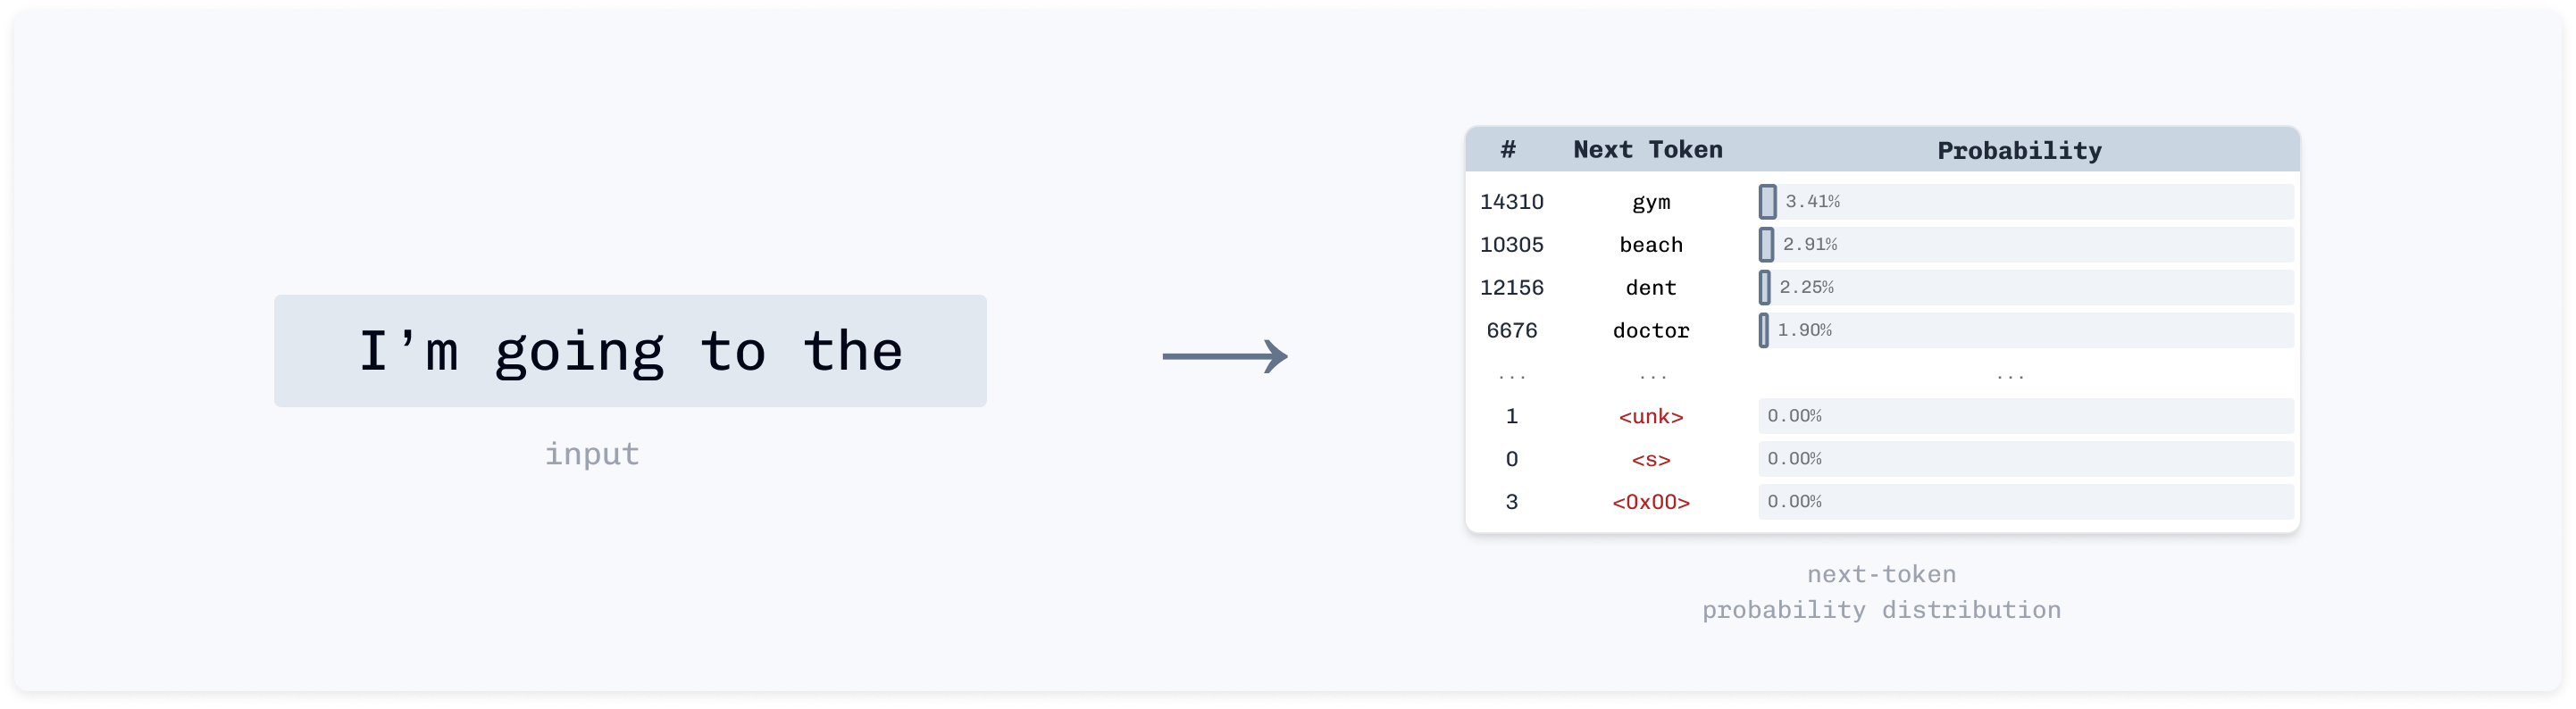 I'm going to the
input
# Next Token Probability
14310 gym 3.41%
10305 beach 2.91%
12156 dent 2.25%
6676 doctor 1.90%
... ... ...
1 <unk> 0.00%
0 <s> 0.00%
3 <0x00> 0.00%
next-token
probability distribution